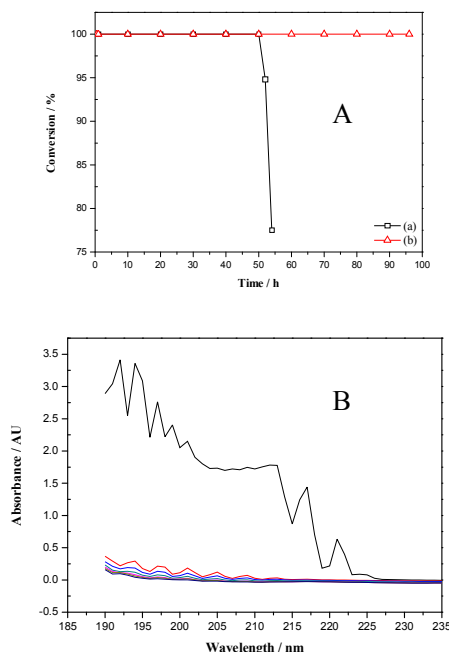 100
95
90
85
80
75
Conversion / %
A
(a)
(b)
0 10 20 30 40 50 60 70 80 90 100
Time / h
3.5
3.0
2.5
2.0
1.5
1.0
0.5
0.0
-0.5
Absorbance / AU
B
185 190 195 200 205 210 215 220 225 230 235
Wavelength / nm